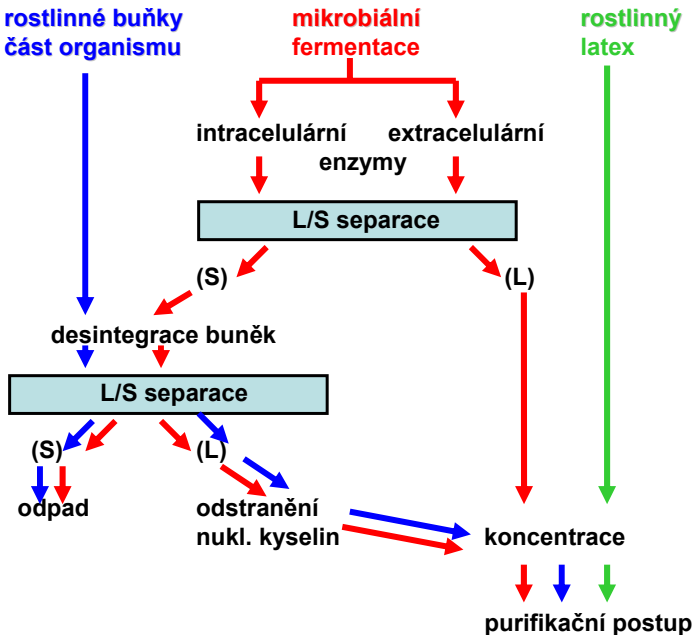 rostlinné buňky
část organismu
mikrobiální
fermentace
rostlinný
latex
intracelulární
extracelulární
enzymy
L/S separace
(S)
(L)
desintegrace buněk
L/S separace
(S)
(L)
odpad
odstranění
nukl. kyselin
koncentrace
purifikační postup